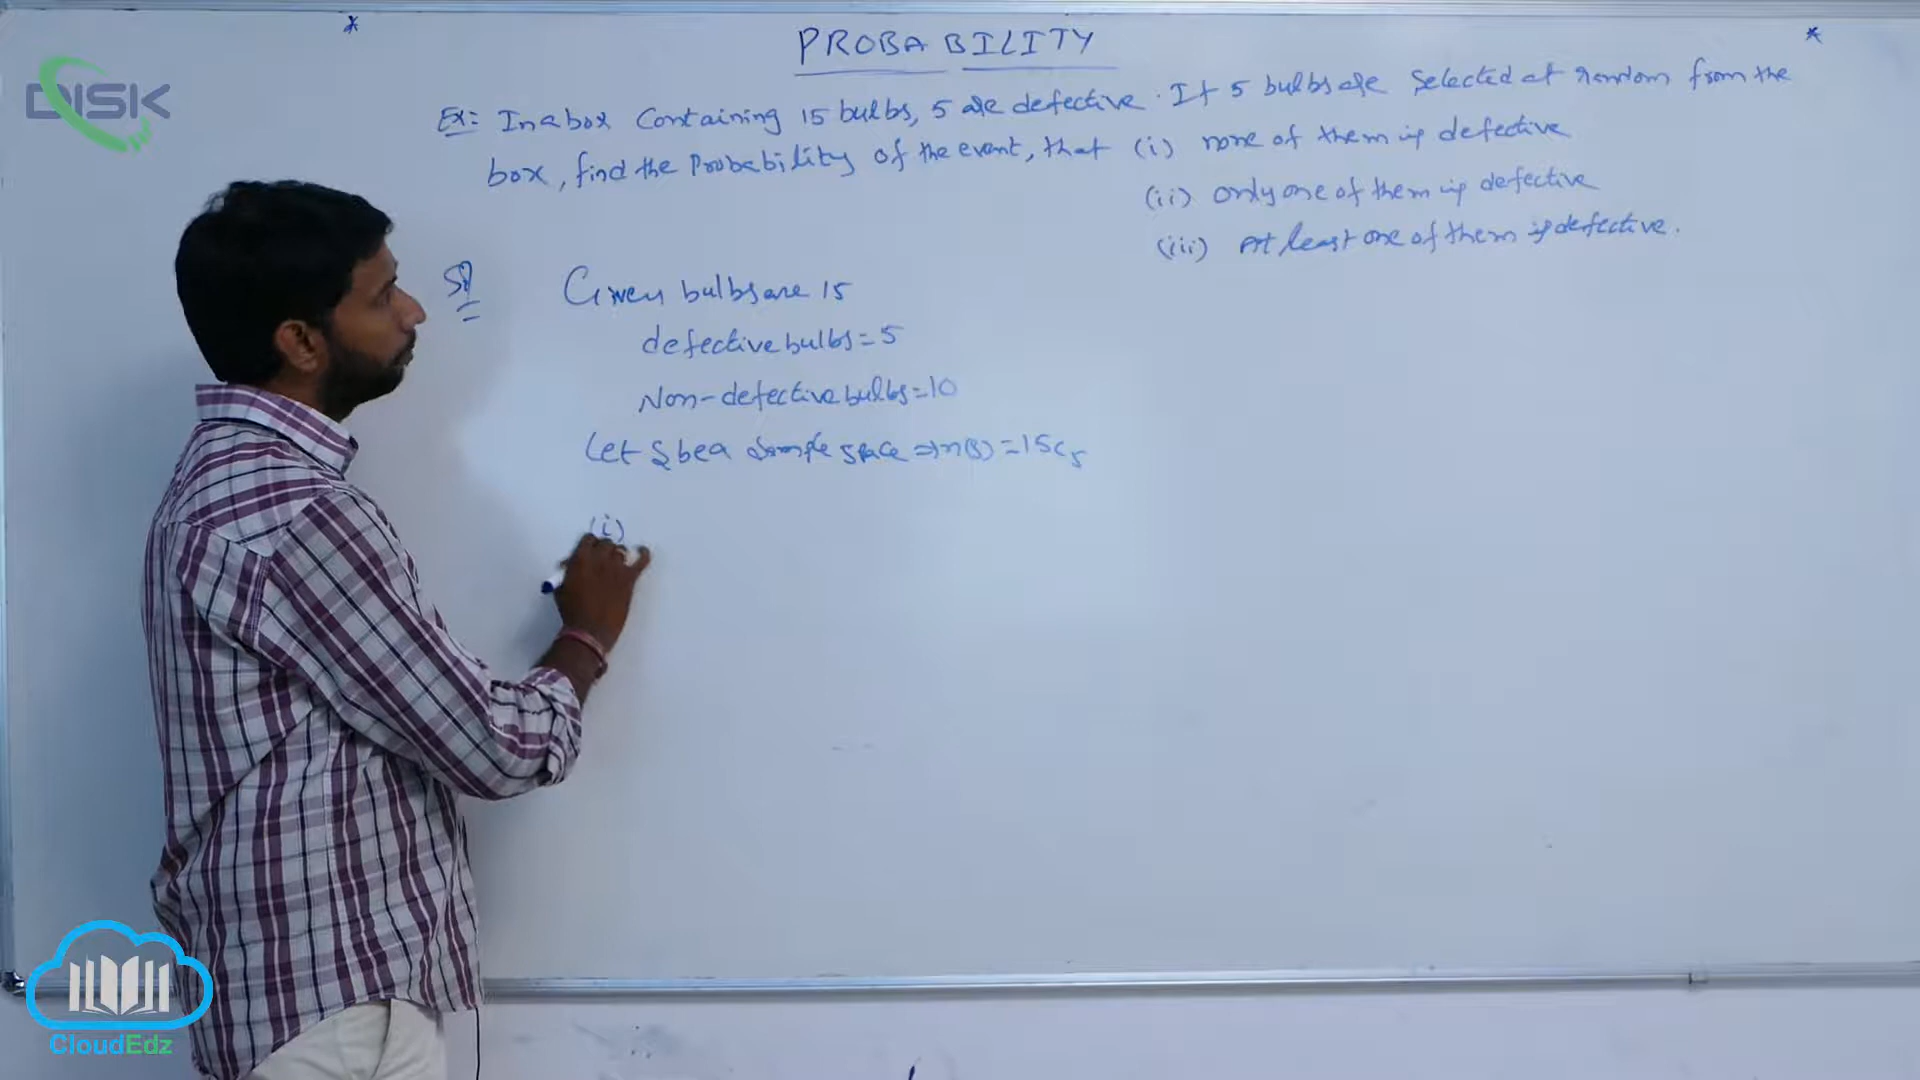 PROBABILITY
DISK
Ex: In a box Containing 15 bulbs, 5 are defective. If 5 bulbs are selected at random from the
box, find the Probability of the event, that (i) none of them is defective
(ii) only one of them is defective
(iii) At least one of them is defective.
Sol
Given bulbs are 15
defective bulbs = 5
Non-defective bulbs = 10
Let S be a Sample space ⇒ n(S) = 15C₅
(i)
CloudEdz